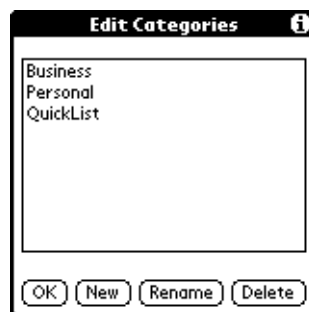 Edit Categories
Business
Personal
QuickList
OK New Rename Delete